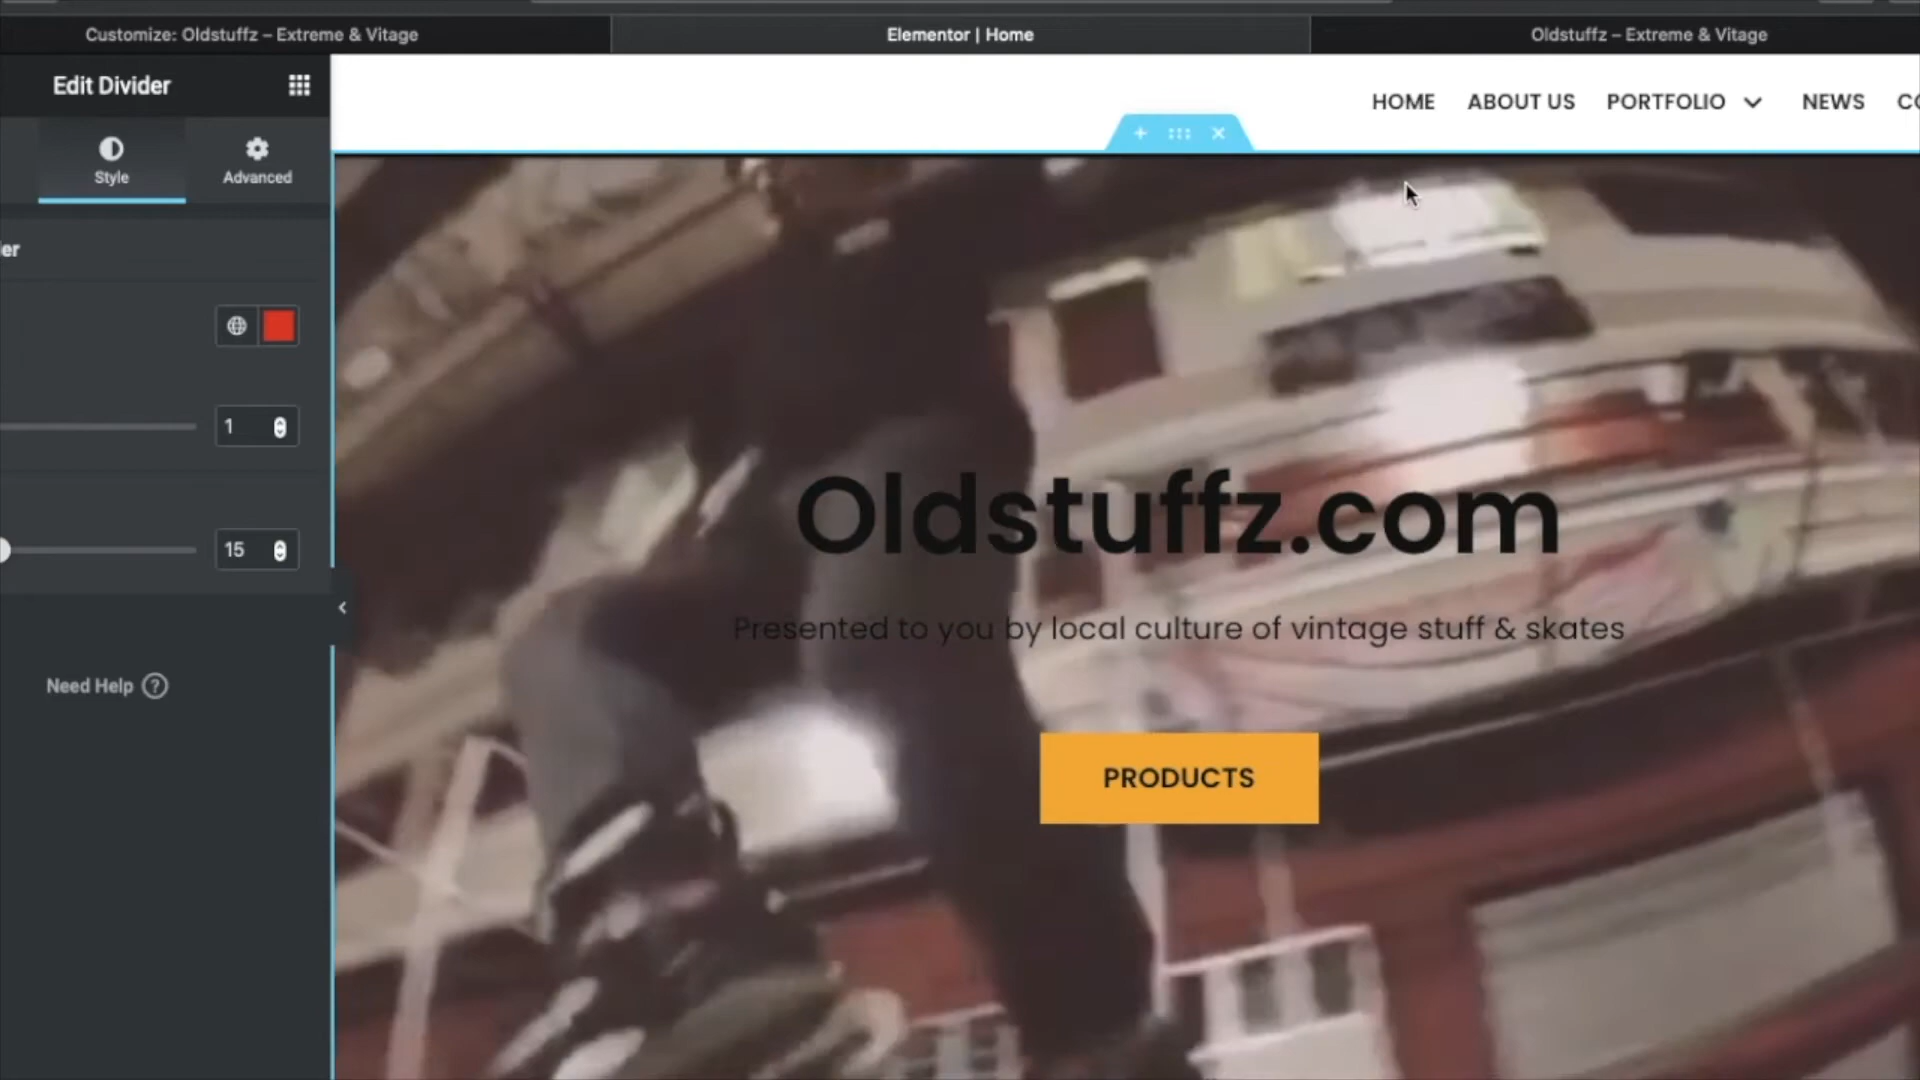 Customize: Oldstuffz – Extreme & Vitage
Elementor | Home
Oldstuffz – Extreme & Vitage
Edit Divider
HOME ABOUT US PORTFOLIO NEWS CO
Style
Advanced
er
1
15
Need Help ?
Oldstuffz.com
Presented to you by local culture of vintage stuff & skates
PRODUCTS